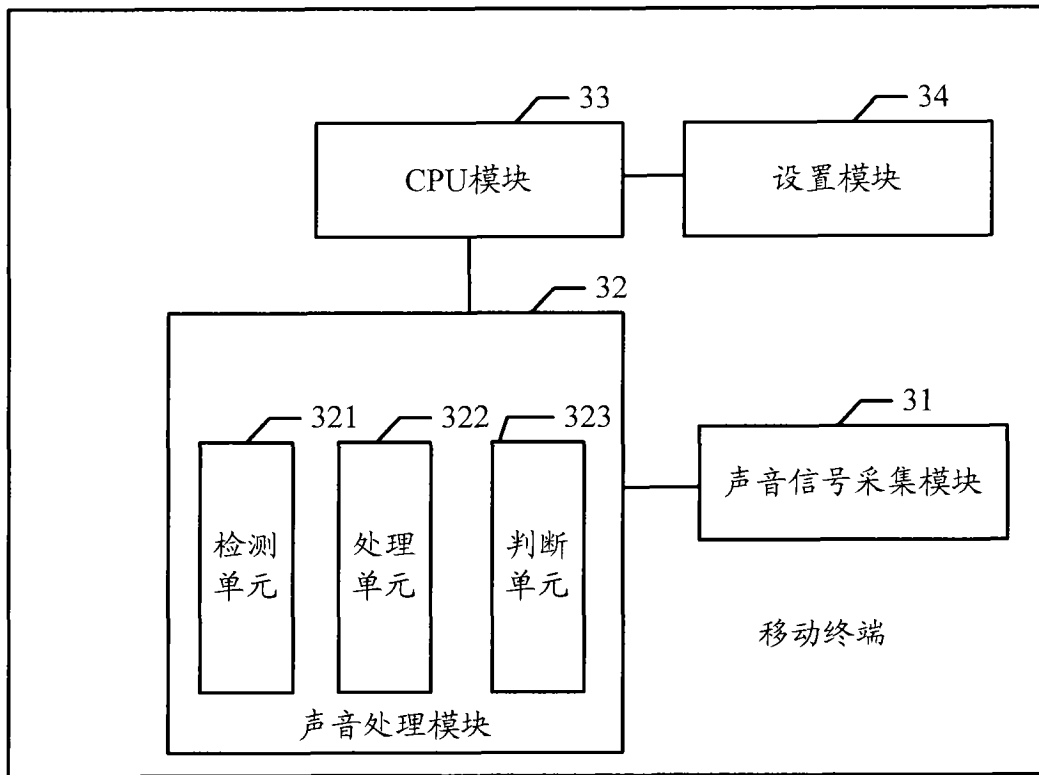 33
34
CPU模块
设置模块
32
31
321
322
323
声音信号采集模块
检测
单元
处理
单元
判断
单元
移动终端
声音处理模块